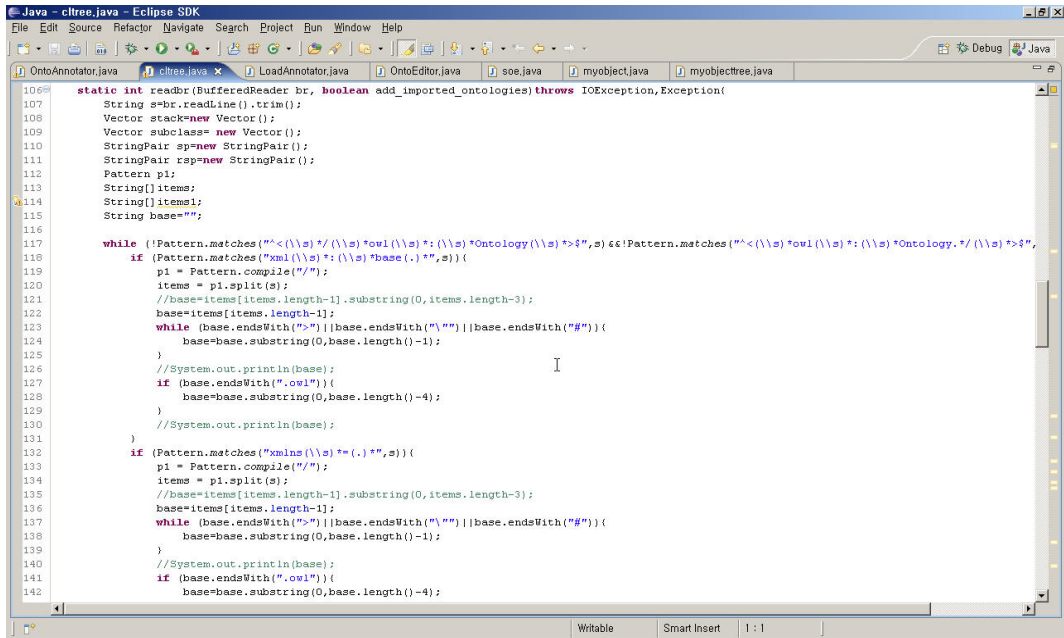 Java - cltree.java - Eclipse SDK
File Edit Source Refactor Navigate Search Project Run Window Help
Debug Java
OntoAnnotator.java cltree.java LoadAnnotator.java OntoEditor.java soe.java myobject.java myobjecttree.java
106 static int readbr(BufferedReader br, boolean add_imported_ontologies)throws IOException,Exception{
107 String s=br.readLine().trim();
108 Vector stack=new Vector();
109 Vector subclass= new Vector();
110 StringPair sp=new StringPair();
111 StringPair rsp=new StringPair();
112 Pattern p1;
113 String[] items;
114 String[] items1;
115 String base="";
116
117 while (!Pattern.matches("^<(\\s)*/(\\s)*owl(\\s)*:(\\s)*Ontology(\\s)*>$",s)&&!Pattern.matches("^<(\\s)*owl(\\s)*:(\\s)*Ontology.*/(\\s)*>$",
118 if (Pattern.matches("xml(\\s)*:(\\s)*base(.)*",s)){
119 p1 = Pattern.compile("/");
120 items = p1.split(s);
121 //base=items[items.length-1].substring(0,items.length-3);
122 base=items[items.length-1];
123 while (base.endsWith(">")||base.endsWith("\"")||base.endsWith("#")){
124 base=base.substring(0,base.length()-1);
125 }
126 //System.out.println(base);
127 if (base.endsWith(".owl")){
128 base=base.substring(0,base.length()-4);
129 }
130 //System.out.println(base);
131 }
132 if (Pattern.matches("xmlns(\\s)*=(.)*",s)){
133 p1 = Pattern.compile("/");
134 items = p1.split(s);
135 //base=items[items.length-1].substring(0,items.length-3);
136 base=items[items.length-1];
137 while (base.endsWith(">")||base.endsWith("\"")||base.endsWith("#")){
138 base=base.substring(0,base.length()-1);
139 }
140 //System.out.println(base);
141 if (base.endsWith(".owl")){
142 base=base.substring(0,base.length()-4);
Writable Smart Insert 1 : 1